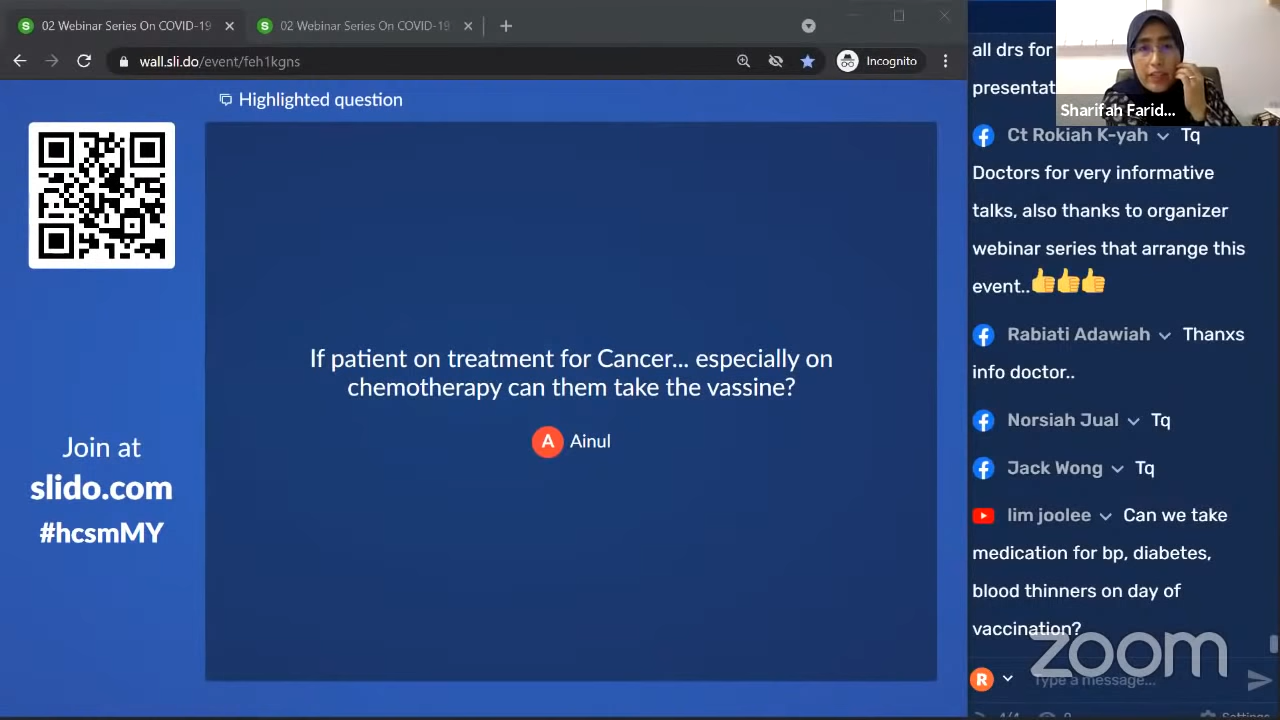 02 Webinar Series On COVID-19
02 Webinar Series On COVID-19
wall.sli.do/event/feh1kgns
Incognito
Highlighted question
If patient on treatment for Cancer... especially on
chemotherapy can them take the vassine?
A Ainul
Join at
slido.com
#hcsmMY
all drs for
Sharifah Farid...
Ct Rokiah K-yah Tq
Doctors for very informative
talks, also thanks to organizer
webinar series that arrange this
event..👍👍👍
Rabiati Adawiah Thanxs
info doctor..
Norsiah Jual Tq
Jack Wong Tq
lim joolee Can we take
medication for bp, diabetes,
blood thinners on day of
vaccination?
zoom
R Type a message...
Settings